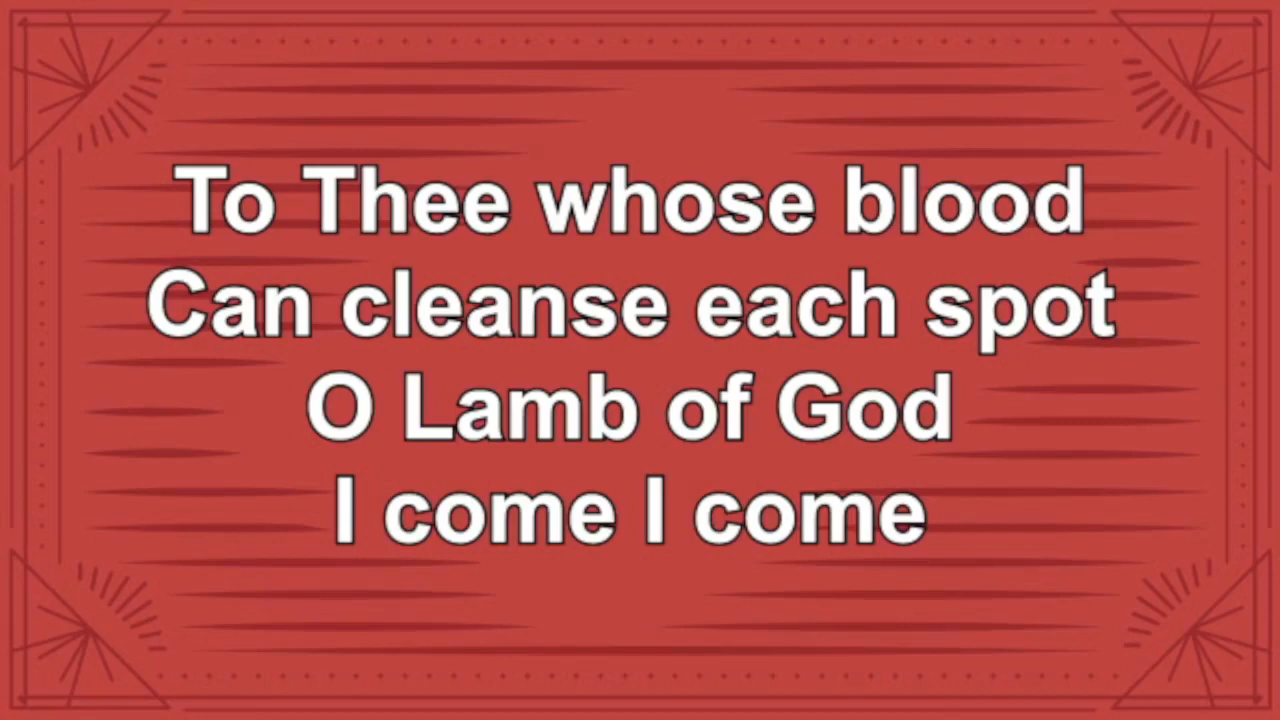 To Thee whose blood
Can cleanse each spot
O Lamb of God
I come I come